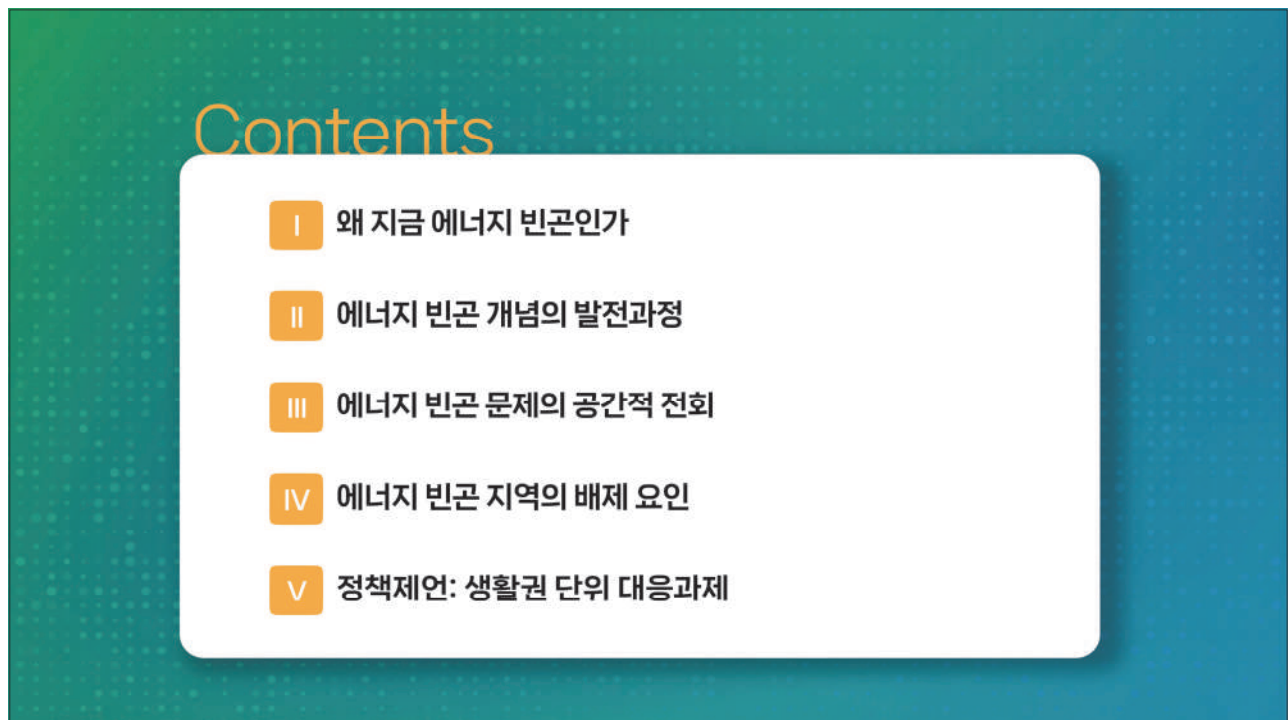 Contents
I 왜 지금 에너지 빈곤인가
II 에너지 빈곤 개념의 발전과정
III 에너지 빈곤 문제의 공간적 전회
IV 에너지 빈곤 지역의 배제 요인
V 정책제언: 생활권 단위 대응과제